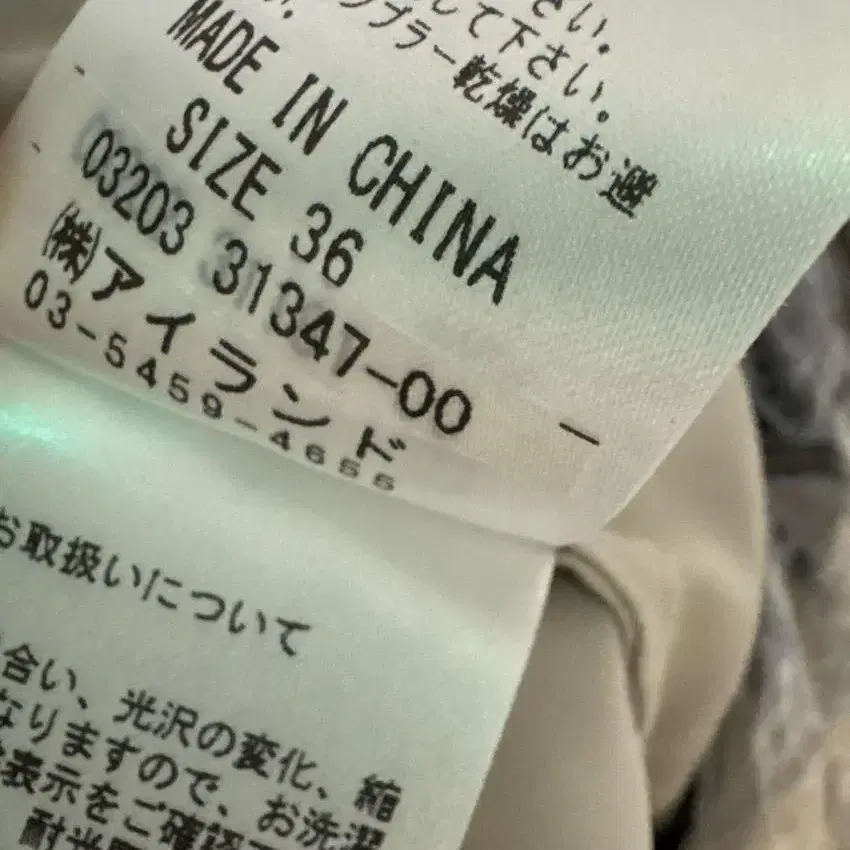 さい。
して下さい。
ンブラー乾燥はお避
MADE IN CHINA
SIZE 36
03203 31347-00
㈱アイランド
03-5459-4655
お取扱いについて
合い、光沢の変化、縮
なりますので、お洗濯
表示をご確認下